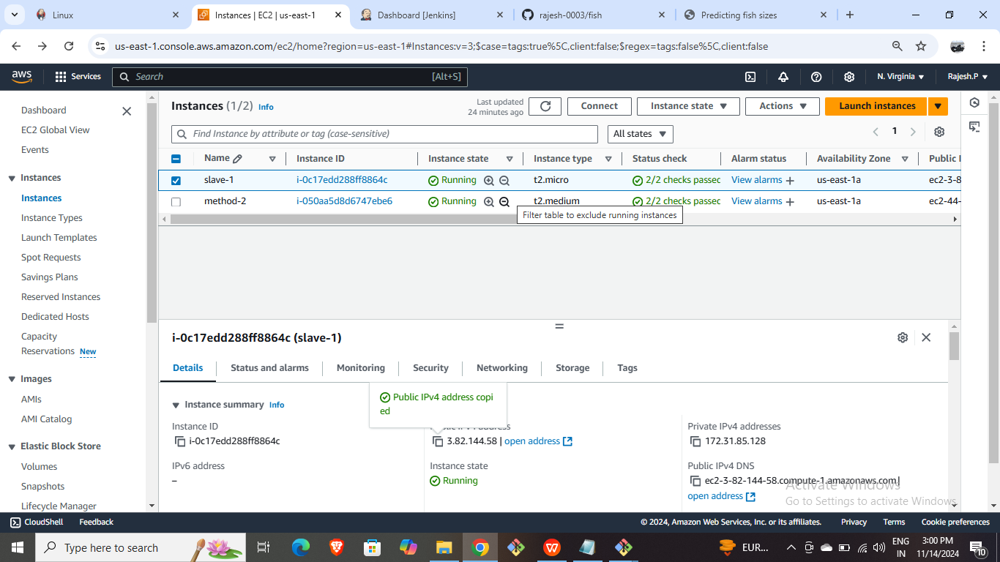 Linux
Instances | EC2 | us-east-1
Dashboard [Jenkins]
rajesh-0003/fish
Predicting fish sizes
us-east-1.console.aws.amazon.com/ec2/home?region=us-east-1#Instances:v=3;$case=tags:true%5C,client:false;$regex=tags:false%5C,client:false
aws
Services
Search
[Alt+S]
N. Virginia
Rajesh.P
Dashboard
EC2 Global View
Events
Instances
Instances
Instance Types
Launch Templates
Spot Requests
Savings Plans
Reserved Instances
Dedicated Hosts
Capacity
Reservations New
Images
AMIs
AMI Catalog
Elastic Block Store
Volumes
Snapshots
Lifecycle Manager
Instances (1/2) Info
Last updated
24 minutes ago
Connect
Instance state
Actions
Launch instances
Find Instance by attribute or tag (case-sensitive)
All states
1
Name Instance ID Instance state Instance type Status check Alarm status Availability Zone Public I
slave-1 i-0c17edd288ff8864c Running t2.micro 2/2 checks passec View alarms + us-east-1a ec2-3-8
method-2 i-050aa5d8d6747ebe6 Running t2.medium 2/2 checks passec View alarms + us-east-1a ec2-44-
Filter table to exclude running instances
i-0c17edd288ff8864c (slave-1)
Details
Status and alarms
Monitoring
Security
Networking
Storage
Tags
Instance summary Info
Public IPv4 address copi
ed
Instance ID
i-0c17edd288ff8864c
address
3.82.144.58 | open address
Private IPv4 addresses
172.31.85.128
IPv6 address
–
Instance state
Running
Public IPv4 DNS
ec2-3-82-144-58.compute-1.amazonaws.com |
open address
Activate Windows
Go to Settings to activate Windows.
CloudShell
Feedback
© 2024, Amazon Web Services, Inc. or its affiliates.
Privacy
Terms
Cookie preferences
Type here to search
EUR...
ENG
IN
3:00 PM
11/14/2024
10